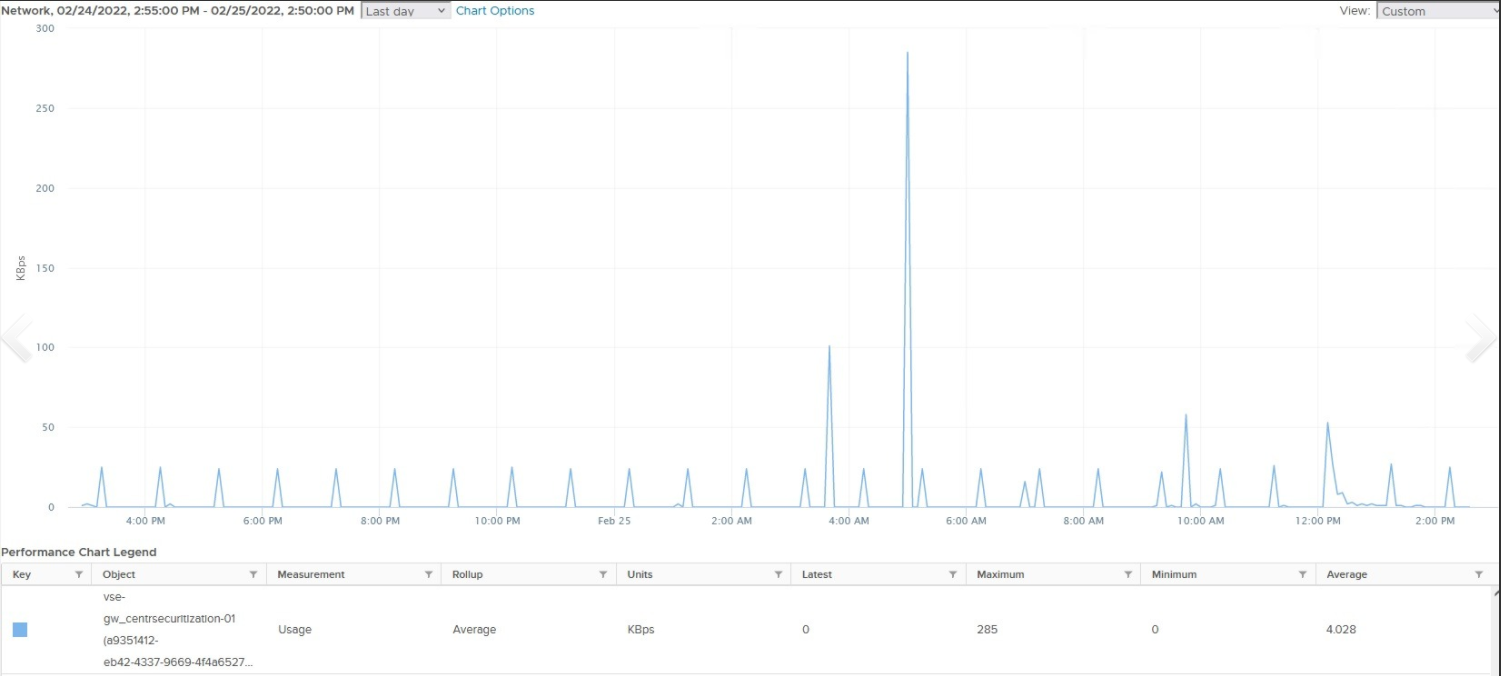 Network, 02/24/2022, 2:55:00 PM - 02/25/2022, 2:50:00 PM Last day Chart Options View: Custom
300
250
200
150
100
50
0
KBps
4:00 PM 6:00 PM 8:00 PM 10:00 PM Feb 25 2:00 AM 4:00 AM 6:00 AM 8:00 AM 10:00 AM 12:00 PM 2:00 PM
Performance Chart Legend
Key Object Measurement Rollup Units Latest Maximum Minimum Average
vse-
gw_centrsecuritization-01
(a9351412-
eb42-4337-9669-4f4a6527...
Usage Average KBps 0 285 0 4.028